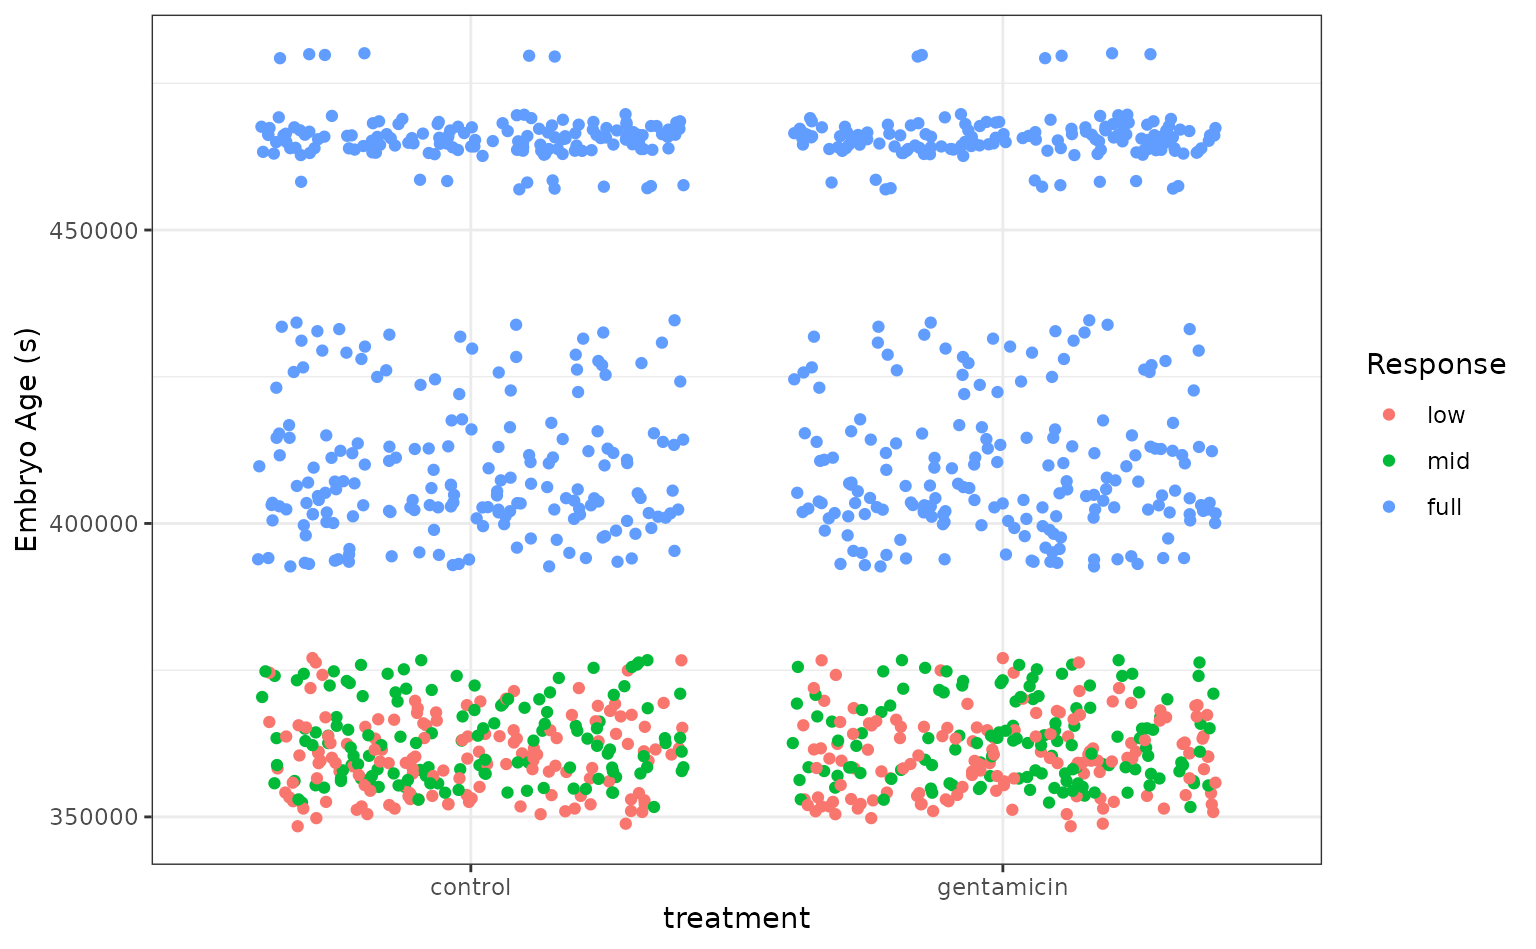 Embryo Age (s)
450000
400000
350000
control
gentamicin
treatment
Response
low
mid
full